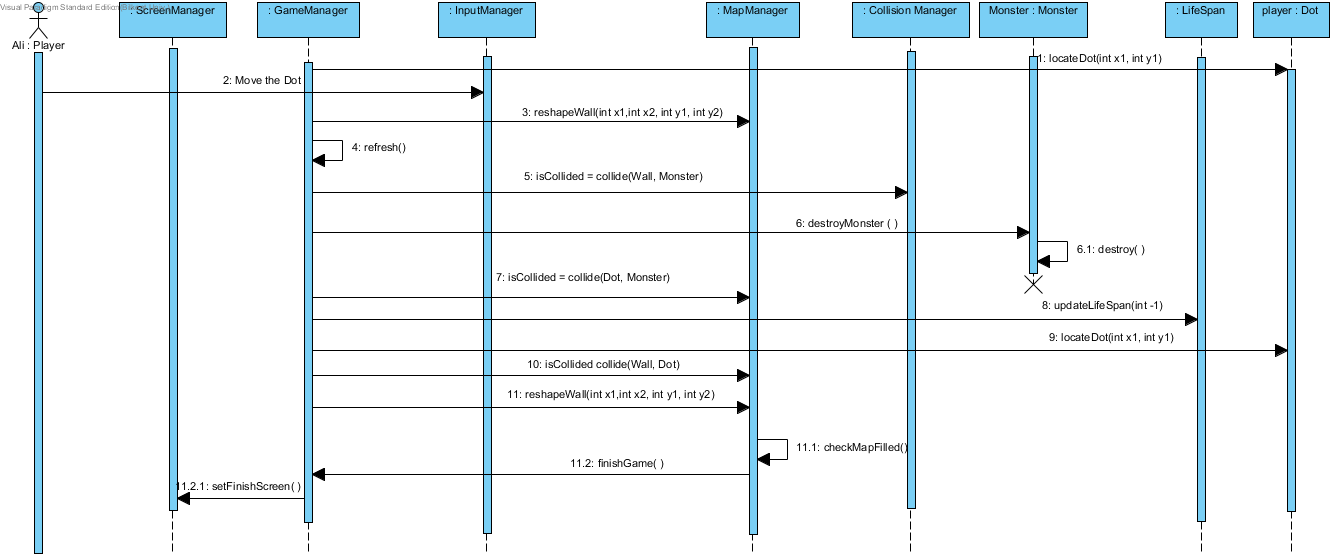 : ScreenManager
: GameManager
: InputManager
: MapManager
: Collision Manager
Monster : Monster
: LifeSpan
player : Dot
Ali : Player
1: locateDot(int x1, int y1)
2: Move the Dot
3: reshapeWall(int x1,int x2, int y1, int y2)
4: refresh()
5: isCollided = collide(Wall, Monster)
6: destroyMonster ( )
6.1: destroy( )
7: isCollided = collide(Dot, Monster)
8: updateLifeSpan(int -1)
9: locateDot(int x1, int y1)
10: isCollided collide(Wall, Dot)
11: reshapeWall(int x1,int x2, int y1, int y2)
11.1: checkMapFilled()
11.2: finishGame( )
11.2.1: setFinishScreen( )
Visual Paradigm Standard Edition